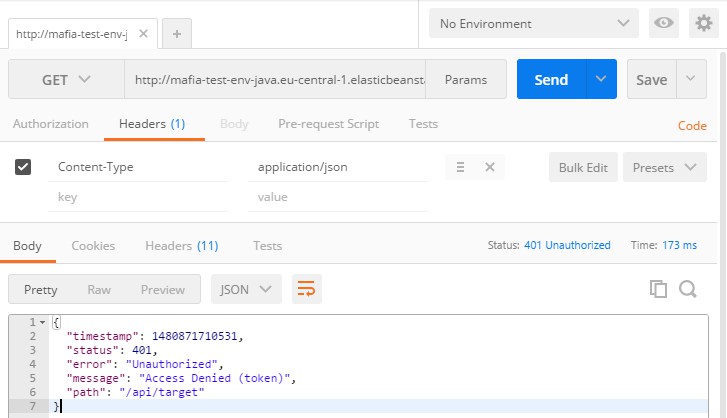 http://mafia-test-env-j
No Environment
GET http://mafia-test-env-java.eu-central-1.elasticbeanst Params Send Save
Authorization Headers (1) Body Pre-request Script Tests Code
Content-Type application/json Bulk Edit Presets
key value
Body Cookies Headers (11) Tests Status: 401 Unauthorized Time: 173 ms
Pretty Raw Preview JSON
1 {
2 "timestamp": 1480871710531,
3 "status": 401,
4 "error": "Unauthorized",
5 "message": "Access Denied (token)",
6 "path": "/api/target"
7 }